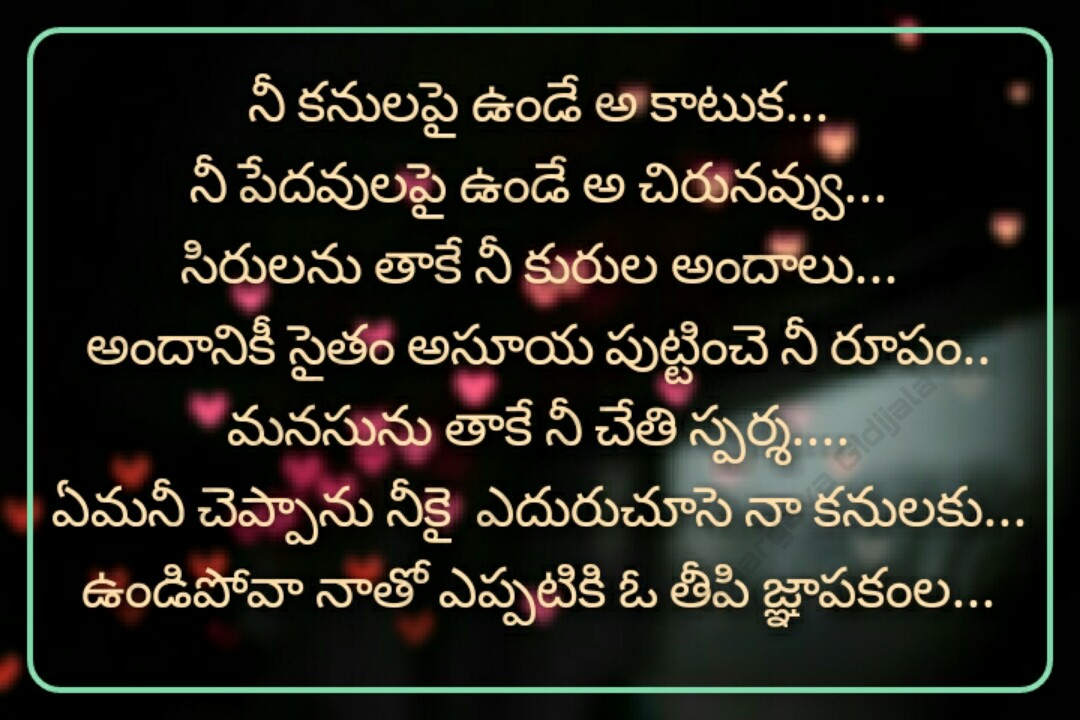 నీ కనులపై ఉండే అ కాటుక...
నీ పేదవులపై ఉండే అ చిరునవ్వు...
సిరులను తాకే నీ కురుల అందాలు...
అందానికీ సైతం అసూయ పుట్టించె నీ రూపం..
మనసును తాకే నీ చేతి స్పర్శ....
ఏమనీ చెప్పాను నీకై ఎదురుచూసె నా కనులకు...
ఉండిపోవా నాతో ఎప్పటికి ఓ తీపి జ్ఞాపకంల...